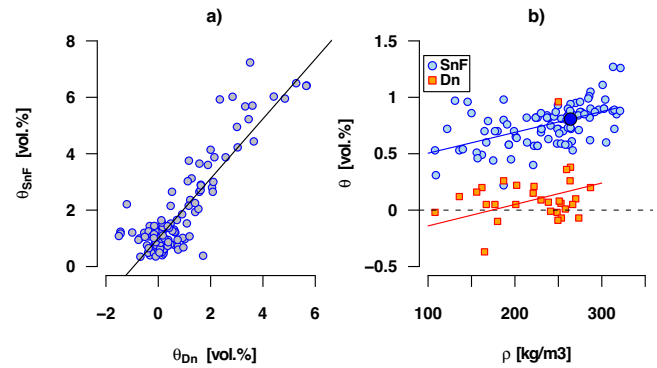 a)
b)
θSnF [vol.%]
8
6
4
2
0
−2 0 2 4 6
θDn [vol.%]
θ [vol.%]
1.5
1
0.5
0
−0.5
SnF
Dn
100 200 300
ρ [kg/m3]